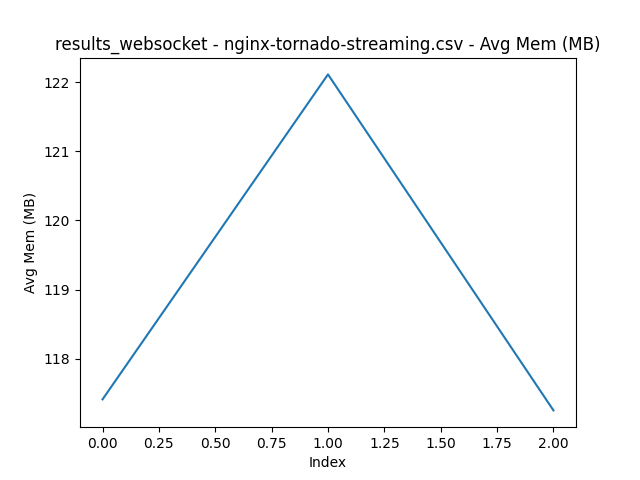 results_websocket - nginx-tornado-streaming.csv - Avg Mem (MB)
122
121
120
119
118
Avg Mem (MB)
0.00 0.25 0.50 0.75 1.00 1.25 1.50 1.75 2.00
Index